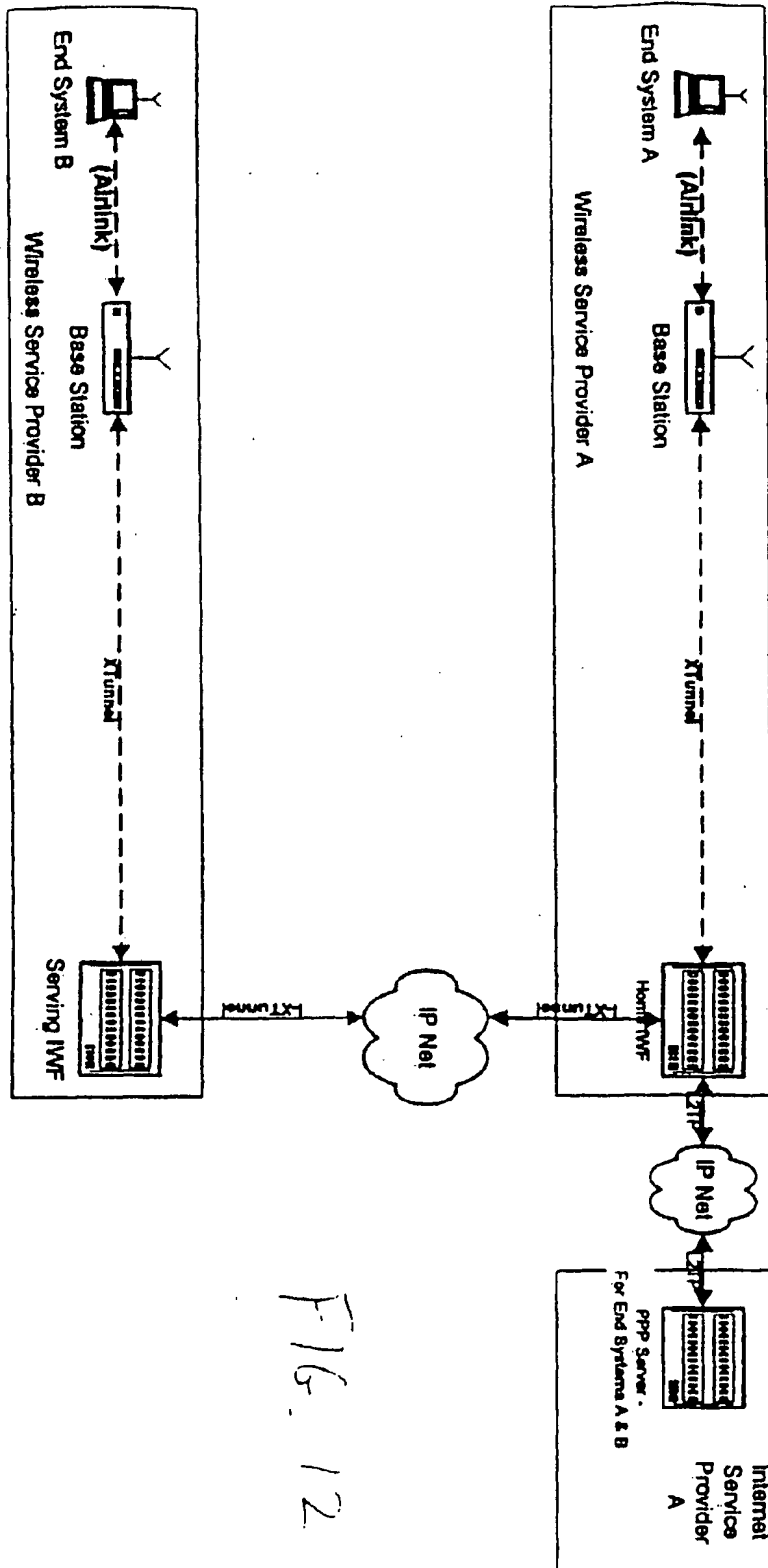 End System A
(Airlink)
Base Station
Wireless Service Provider A
XTunnel
Home IWF
L2TP
IP Net
L2TP
PPP Server -
For End Systems A & B
Internet
Service
Provider
A
I-XTunnel
IP Net
I-XTunnel
End System B
(Airlink)
Base Station
Wireless Service Provider B
XTunnel
Serving IWF
FIG. 12